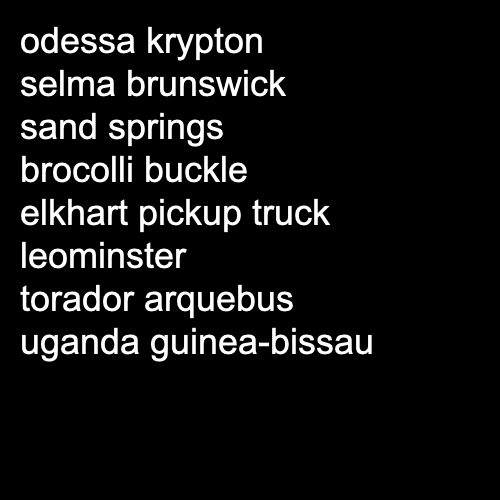 odessa krypton
selma brunswick
sand springs
brocolli buckle
elkhart pickup truck
leominster
torador arquebus
uganda guinea-bissau